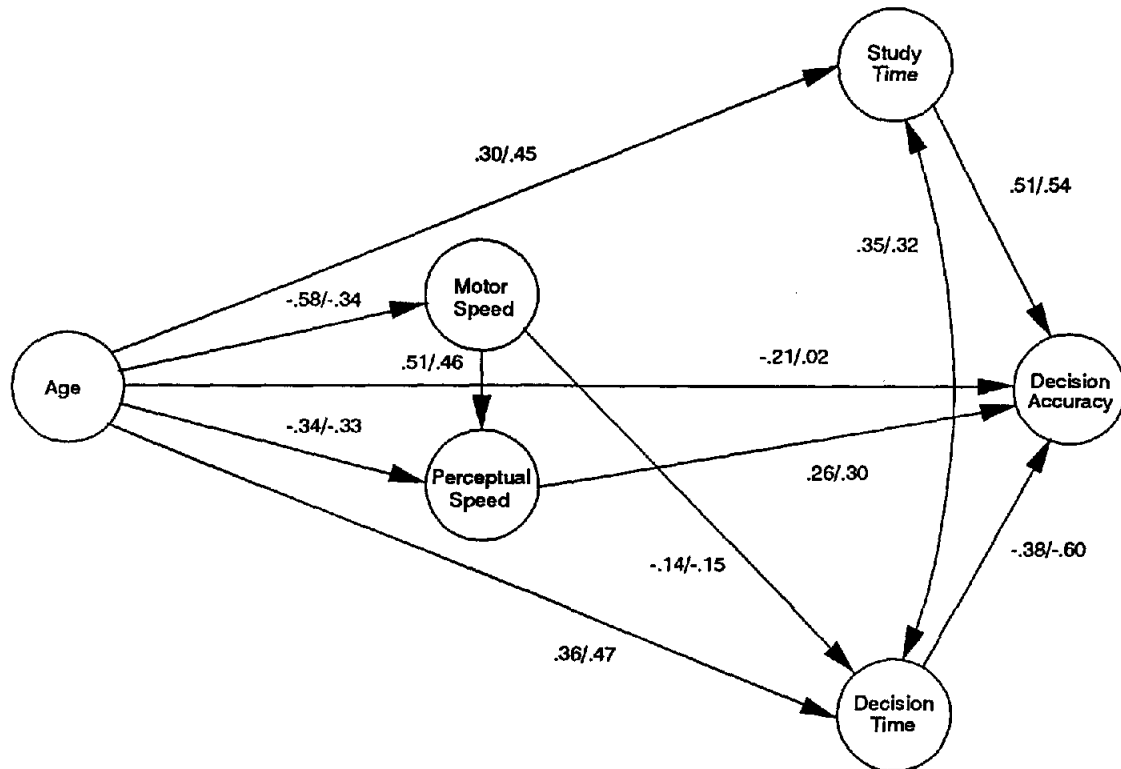 Study
Time
.30/.45
.51/.54
.35/.32
Motor
Speed
-.58/-.34
.51/.46
-.21/.02
Age
Decision
Accuracy
-.34/-.33
Perceptual
Speed
.26/.30
-.14/-.15
-.38/-.60
.36/.47
Decision
Time